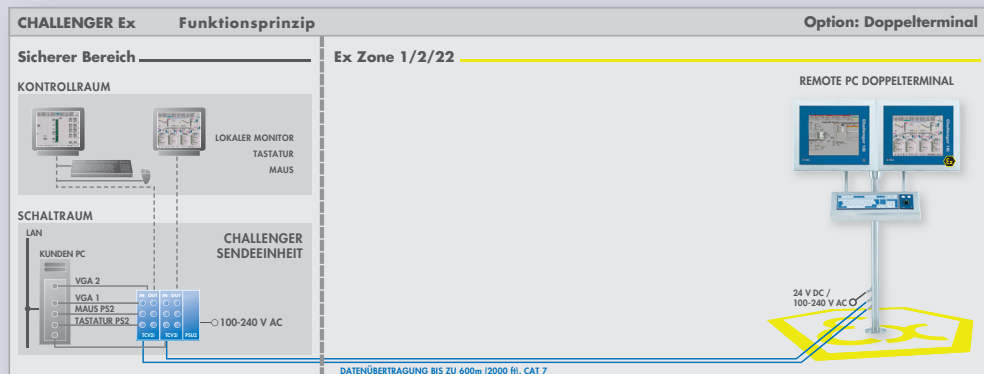 CHALLENGER Ex Funktionsprinzip Option: Doppelterminal
Sicherer Bereich
Ex Zone 1/2/22
KONTROLLRAUM
LOKALER MONITOR
TASTATUR
MAUS
REMOTE PC DOPPELTERMINAL
SCHALTRAUM
LAN
KUNDEN PC
CHALLENGER
SENDEEINHEIT
VGA 2
VGA 1
MAUS PS2
TASTATUR PS2
IN OUT IN OUT
PSU2
100-240 V AC
24 V DC /
100-240 V AC
Ex
DATENÜBERTRAGUNG BIS ZU 600m (2000 ft), CAT 7